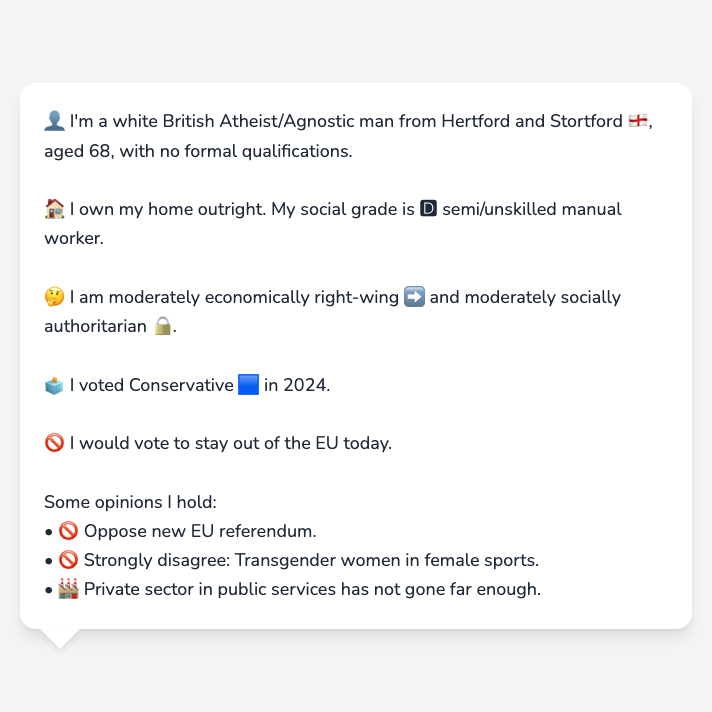 👤 I'm a white British Atheist/Agnostic man from Hertford and Stortford 🏴󠁧󠁢󠁥󠁮󠁧󠁿,
aged 68, with no formal qualifications.
🏠 I own my home outright. My social grade is 🅳 semi/unskilled manual
worker.
🤔 I am moderately economically right-wing ➡️ and moderately socially
authoritarian 🔒.
🗳️ I voted Conservative 🟦 in 2024.
🚫 I would vote to stay out of the EU today.
Some opinions I hold:
• 🚫 Oppose new EU referendum.
• 🚫 Strongly disagree: Transgender women in female sports.
• 🏭 Private sector in public services has not gone far enough.